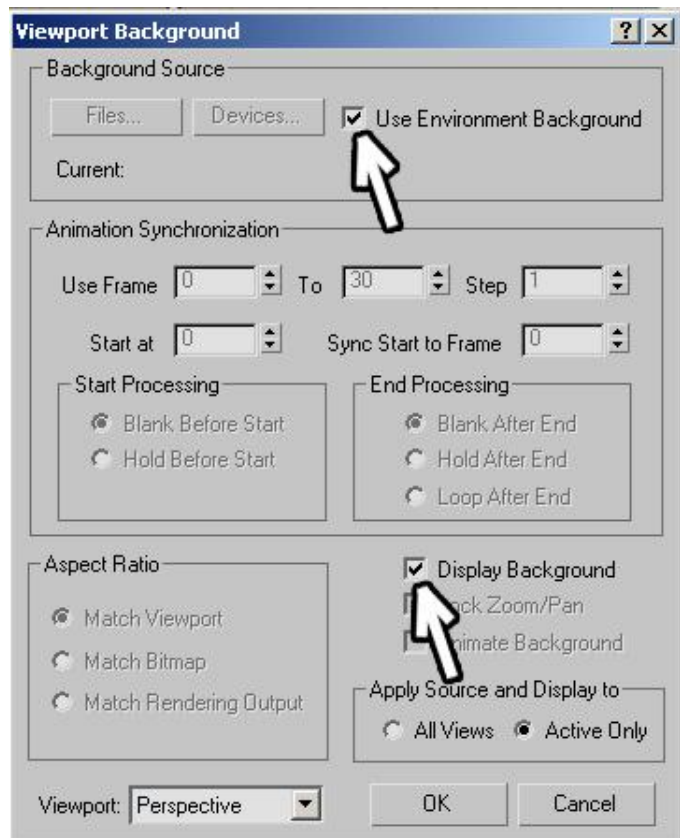 Viewport Background
Background Source
Files... Devices... Use Environment Background
Current:
Animation Synchronization
Use Frame 0 To 30 Step 1
Start at 0 Sync Start to Frame 0
Start Processing
Blank Before Start
Hold Before Start
End Processing
Blank After End
Hold After End
Loop After End
Aspect Ratio
Match Viewport
Match Bitmap
Match Rendering Output
Display Background
Zoom/Pan
Background
Apply Source and Display to
All Views Active Only
Viewport: Perspective OK Cancel